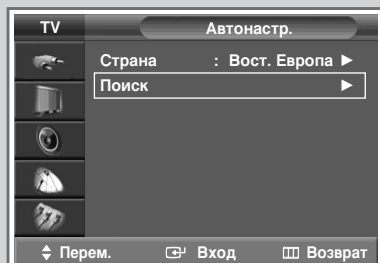 TV Автонастр.
Страна : Вост. Европа ►
Поиск ►
Перем. Вход Возврат